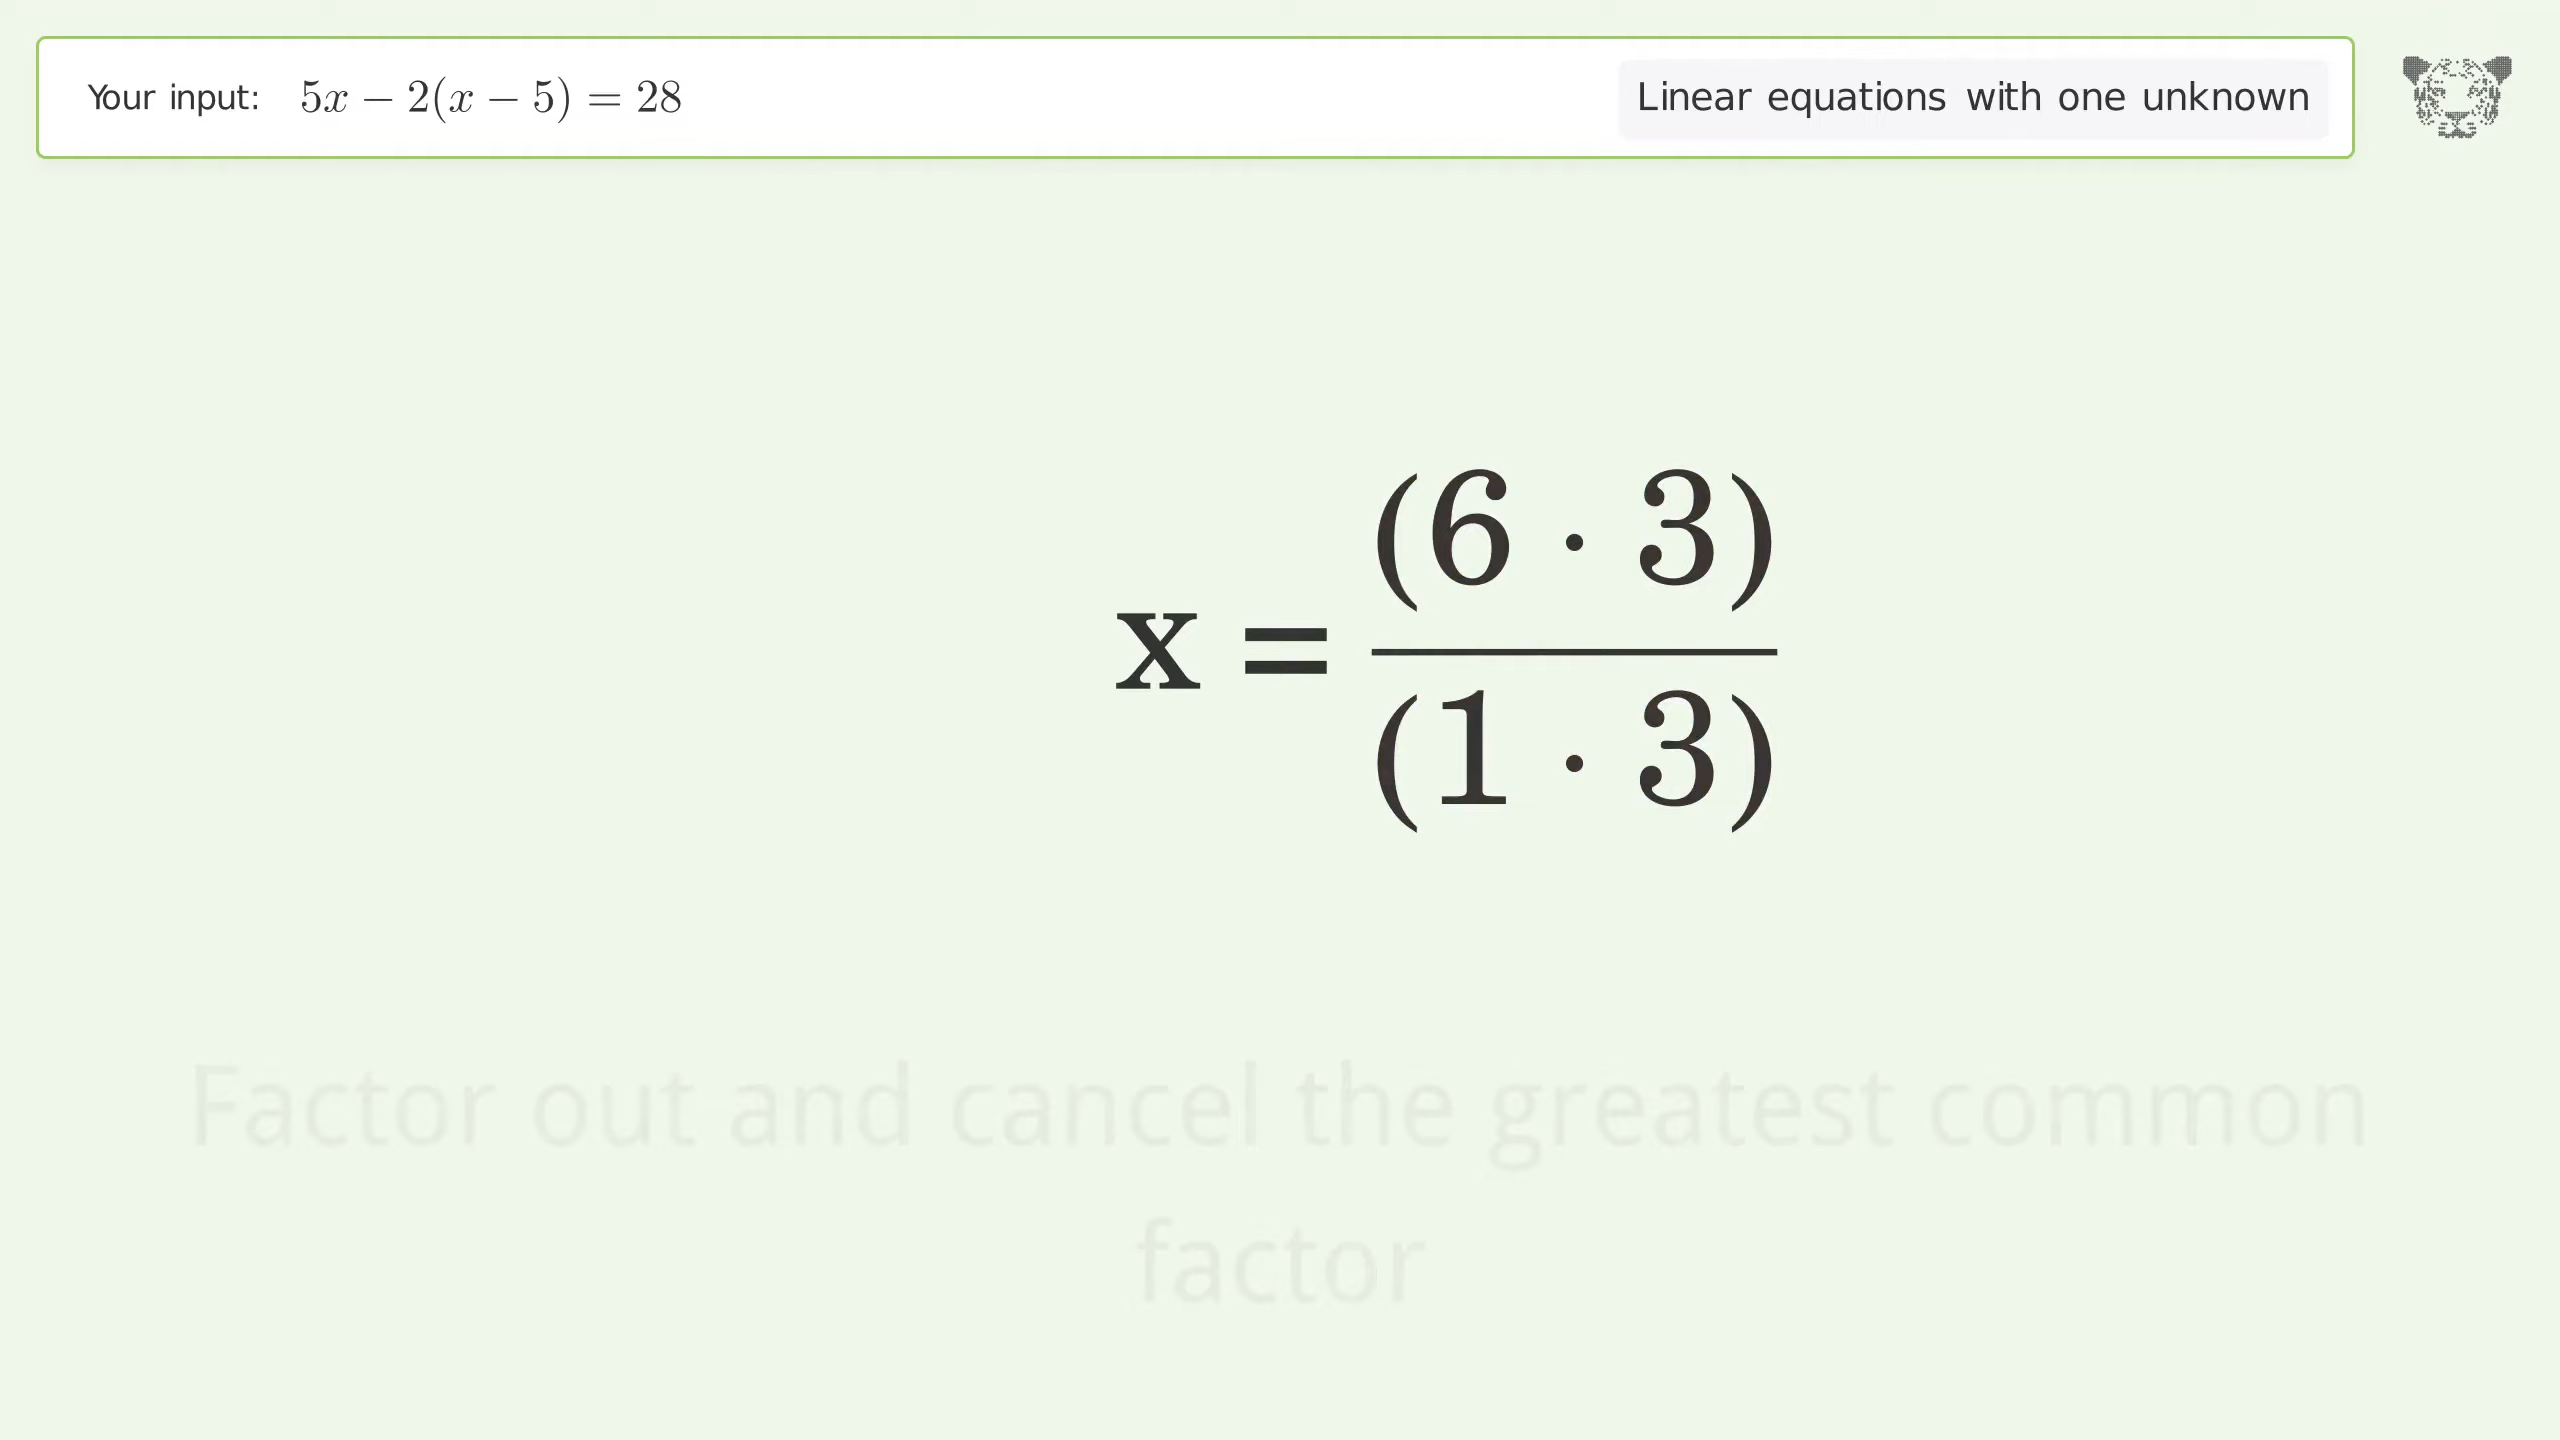 Your input: 5x − 2(x − 5) = 28
Linear equations with one unknown
x = (6 · 3) / (1 · 3)
Factor out and cancel the greatest common
factor